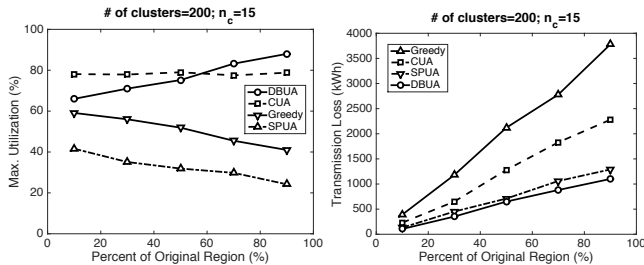 # of clusters=200; n_c=15
100
80
60
40
20
0
Max. Utilization (%)
DBUA
CUA
Greedy
SPUA
0 20 40 60 80 100
Percent of Original Region (%)
# of clusters=200; n_c=15
4000
3500
3000
2500
2000
1500
1000
500
0
Transmission Loss (kWh)
Greedy
CUA
SPUA
DBUA
0 20 40 60 80 100
Percent of Original Region (%)